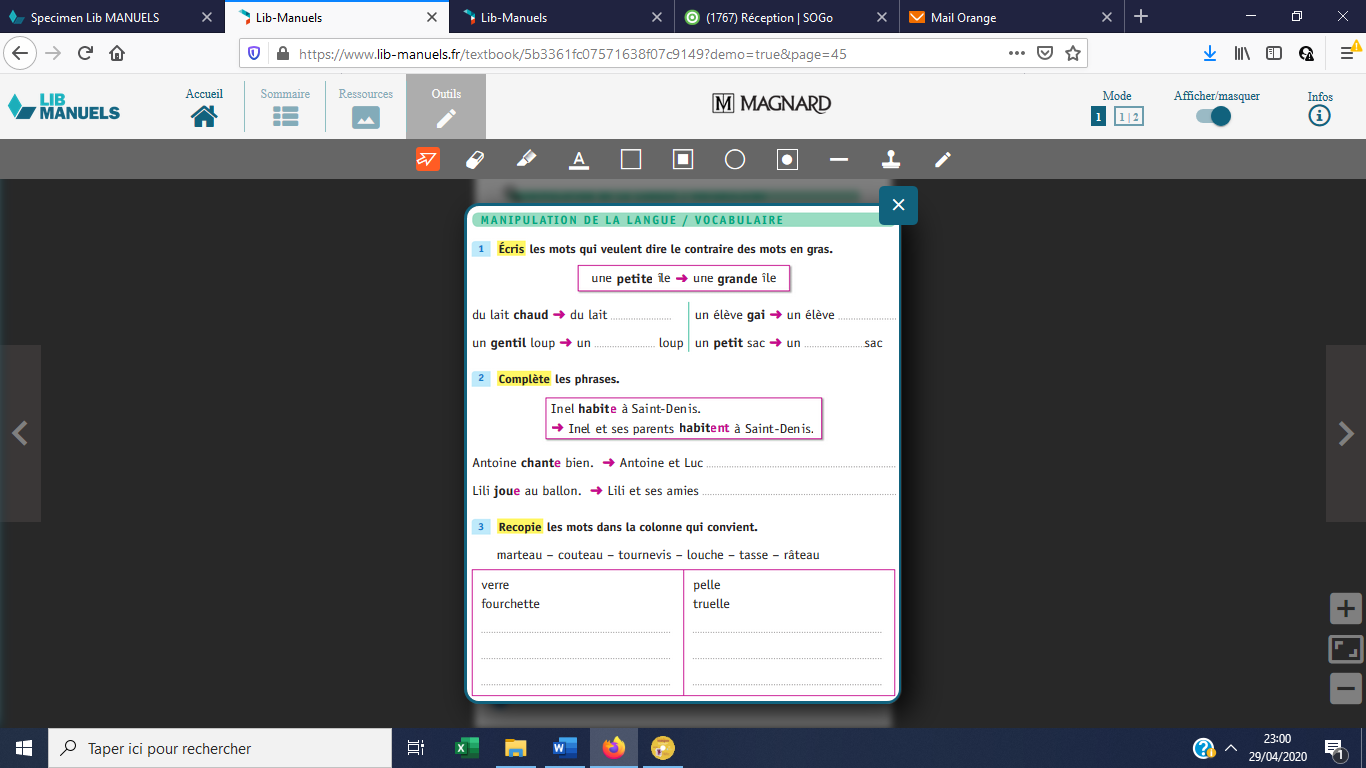 Specimen Lib MANUELS
Lib-Manuels
Lib-Manuels
(1767) Réception | SOGo
Mail Orange
https://www.lib-manuels.fr/textbook/5b3361fc07571638f07c9149?demo=true&page=45
LIB MANUELS
Accueil
Sommaire
Ressources
Outils
MAGNARD
Mode
1
1|2
Afficher/masquer
Infos
A
MANIPULATION DE LA LANGUE / VOCABULAIRE
1 Écris les mots qui veulent dire le contraire des mots en gras.
une petite île ➜ une grande île
du lait chaud ➜ du lait ....................
un gentil loup ➜ un .................... loup
un élève gai ➜ un élève ....................
un petit sac ➜ un .................... sac
2 Complète les phrases.
Inel habite à Saint-Denis.
➜ Inel et ses parents habitent à Saint-Denis.
Antoine chante bien. ➜ Antoine et Luc ....................
Lili joue au ballon. ➜ Lili et ses amies ....................
3 Recopie les mots dans la colonne qui convient.
marteau – couteau – tournevis – louche – tasse – râteau
verre
fourchette
pelle
truelle
Taper ici pour rechercher
23:00
29/04/2020
1